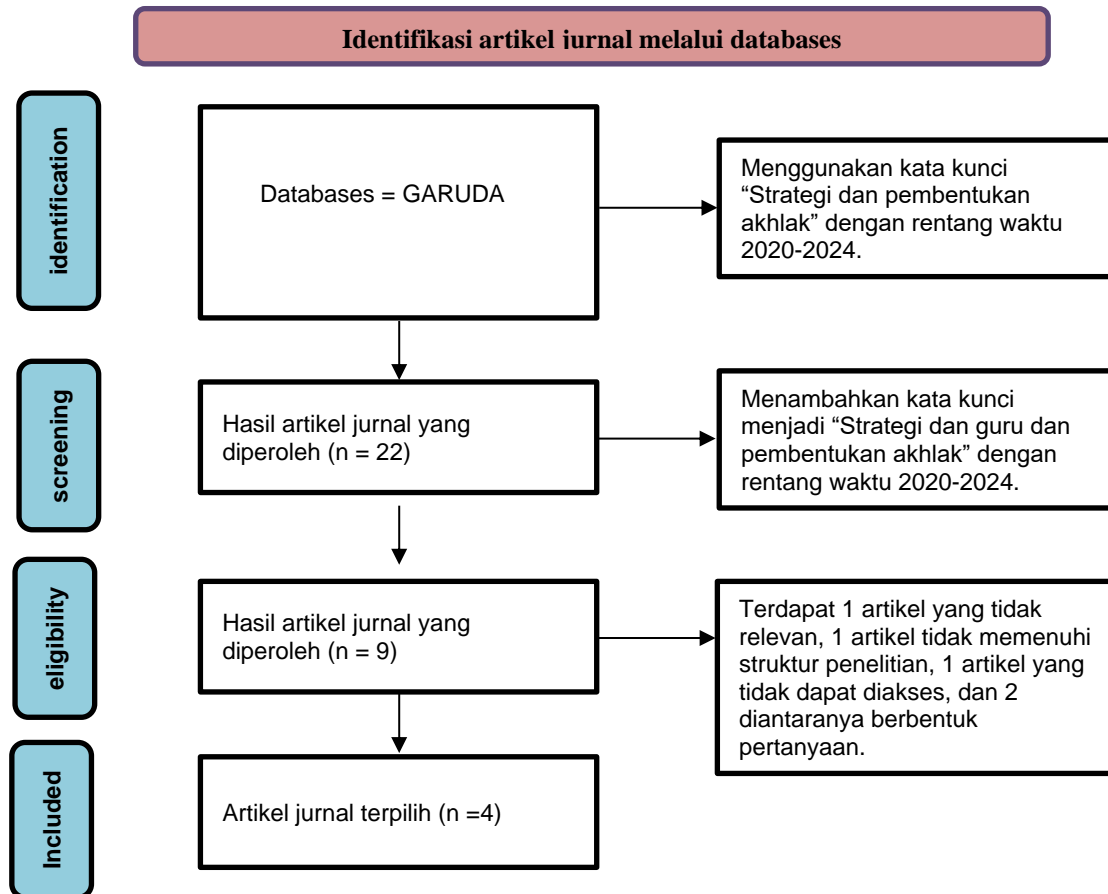 Identifikasi artikel jurnal melalui databases
identification
Databases = GARUDA
Menggunakan kata kunci
“Strategi dan pembentukan
akhlak” dengan rentang waktu
2020-2024.
screening
Hasil artikel jurnal yang
diperoleh (n = 22)
Menambahkan kata kunci
menjadi “Strategi dan guru dan
pembentukan akhlak” dengan
rentang waktu 2020-2024.
eligibility
Hasil artikel jurnal yang
diperoleh (n = 9)
Terdapat 1 artikel yang tidak
relevan, 1 artikel tidak memenuhi
struktur penelitian, 1 artikel yang
tidak dapat diakses, dan 2
diantaranya berbentuk
pertanyaan.
Included
Artikel jurnal terpilih (n =4)